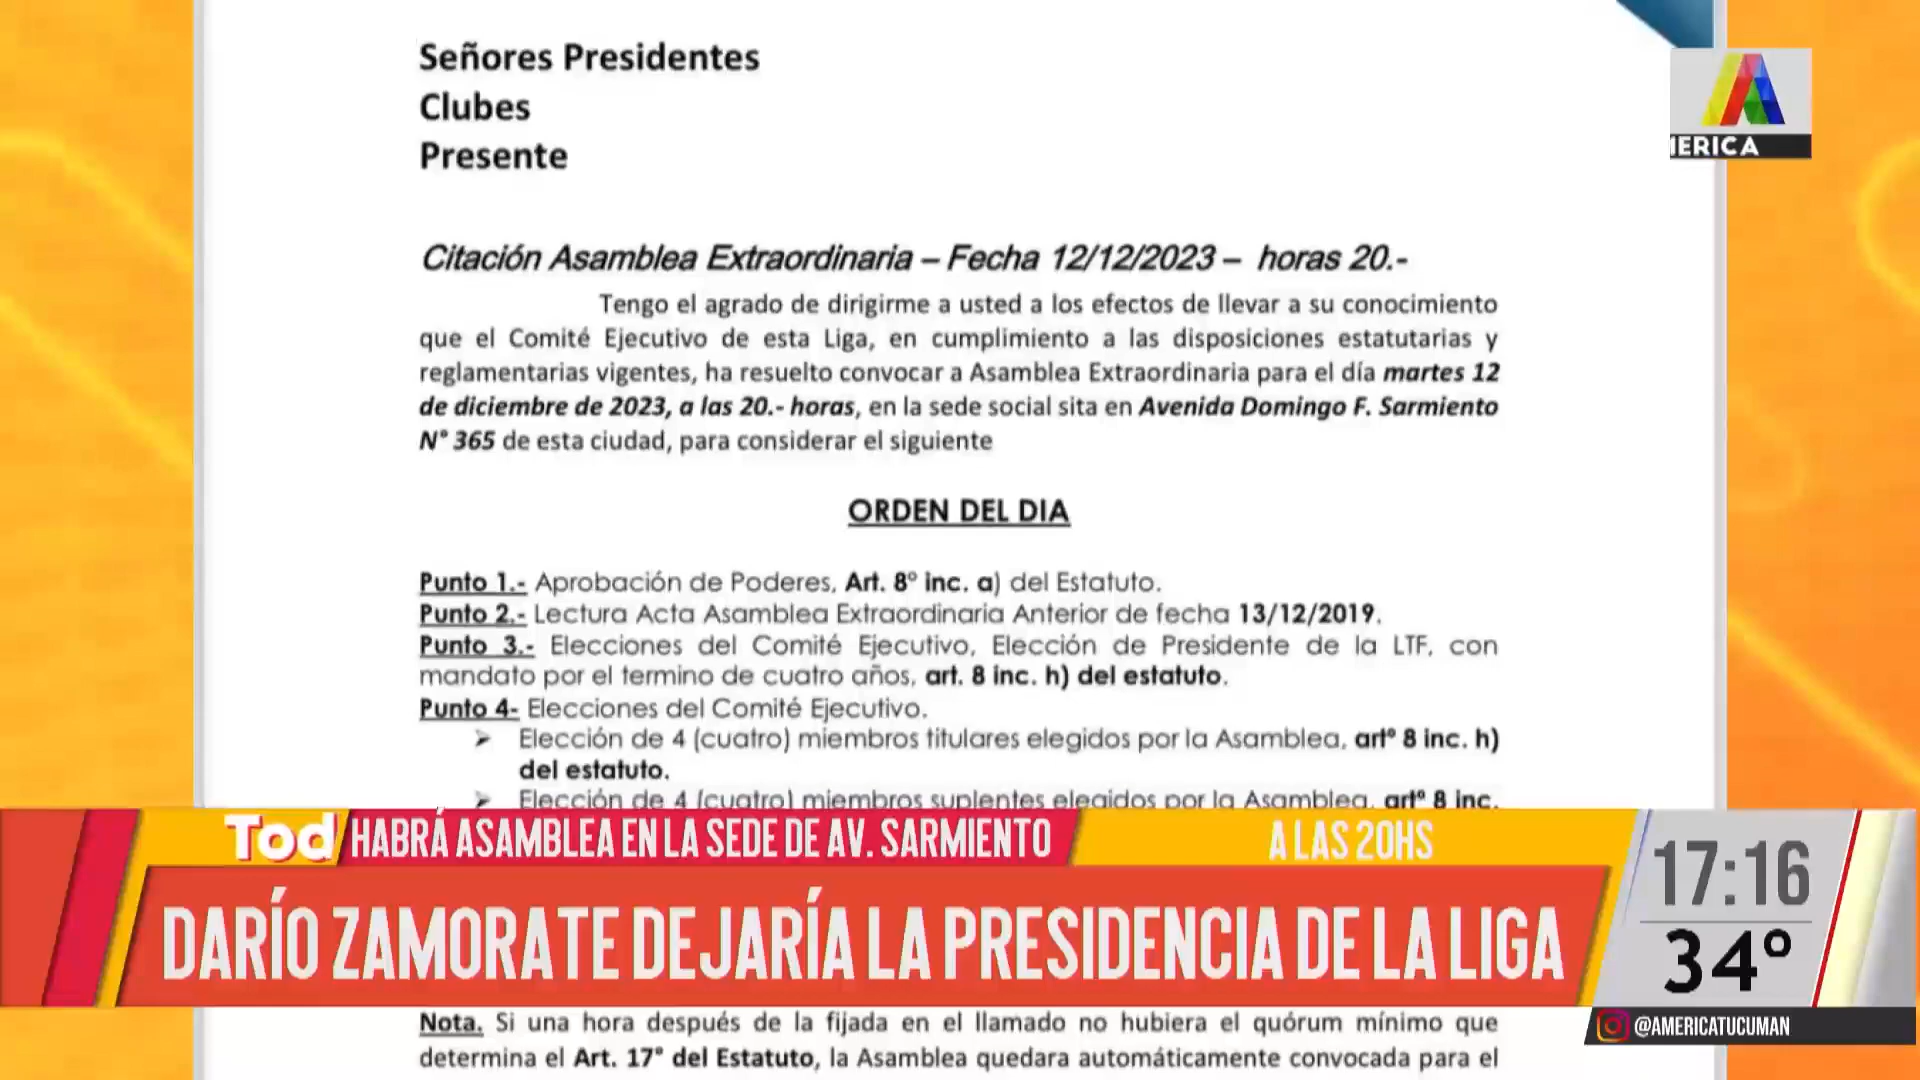 Señores Presidentes
Clubes
Presente
MERICA
Citación Asamblea Extraordinaria – Fecha 12/12/2023 – horas 20.-
Tengo el agrado de dirigirme a usted a los efectos de llevar a su conocimiento
que el Comité Ejecutivo de esta Liga, en cumplimiento a las disposiciones estatutarias y
reglamentarias vigentes, ha resuelto convocar a Asamblea Extraordinaria para el día martes 12
de diciembre de 2023, a las 20.- horas, en la sede social sita en Avenida Domingo F. Sarmiento
N° 365 de esta ciudad, para considerar el siguiente
ORDEN DEL DIA
Punto 1.- Aprobación de Poderes, Art. 8º inc. a) del Estatuto.
Punto 2.- Lectura Acta Asamblea Extraordinaria Anterior de fecha 13/12/2019.
Punto 3.- Elecciones del Comité Ejecutivo, Elección de Presidente de la LTF, con
mandato por el termino de cuatro años, art. 8 inc. h) del estatuto.
Punto 4- Elecciones del Comité Ejecutivo.
➢ Elección de 4 (cuatro) miembros titulares elegidos por la Asamblea, artº 8 inc. h)
del estatuto.
➢ Elección de 4 (cuatro) miembros suplentes elegidos por la Asamblea, artº 8 inc.
Tod HABRÁ ASAMBLEA EN LA SEDE DE AV. SARMIENTO A LAS 20HS
DARÍO ZAMORATE DEJARÍA LA PRESIDENCIA DE LA LIGA
17:16
34º
@AMERICATUCUMAN
Nota. Si una hora después de la fijada en el llamado no hubiera el quórum mínimo que
determina el Art. 17° del Estatuto, la Asamblea quedara automáticamente convocada para el